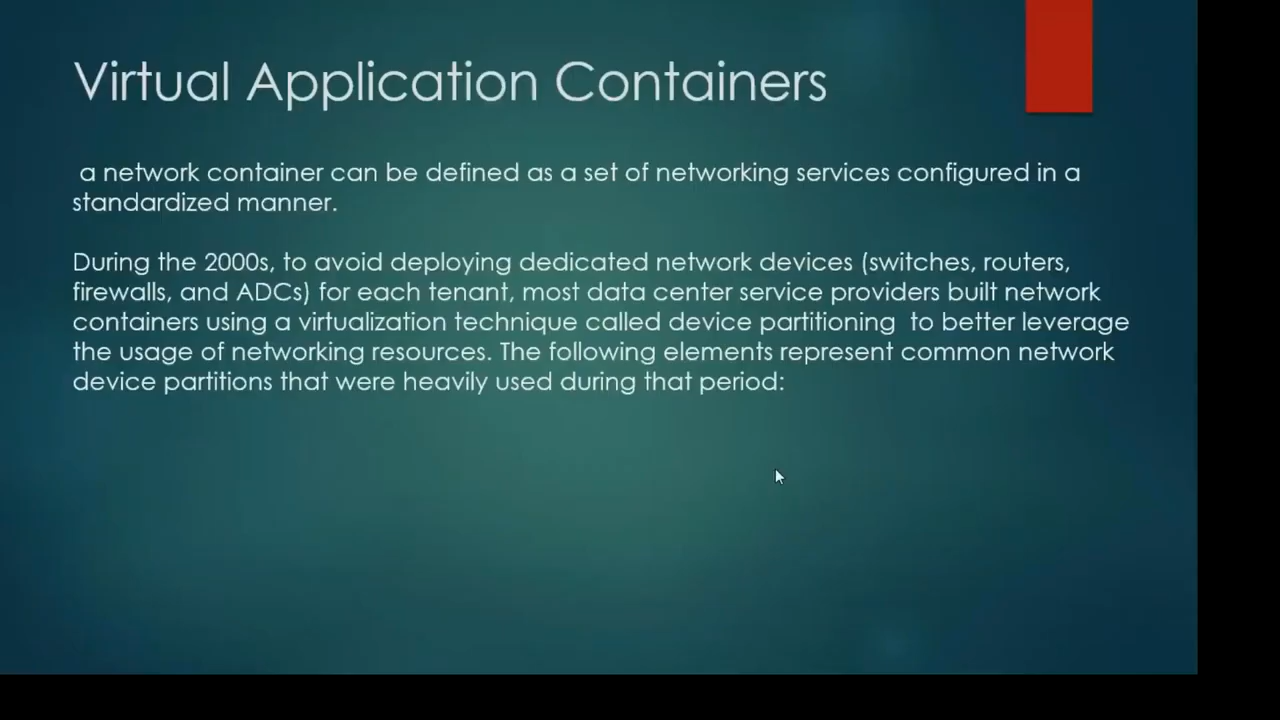 Virtual Application Containers
a network container can be defined as a set of networking services configured in a
standardized manner.
During the 2000s, to avoid deploying dedicated network devices (switches, routers,
firewalls, and ADCs) for each tenant, most data center service providers built network
containers using a virtualization technique called device partitioning  to better leverage
the usage of networking resources. The following elements represent common network
device partitions that were heavily used during that period: